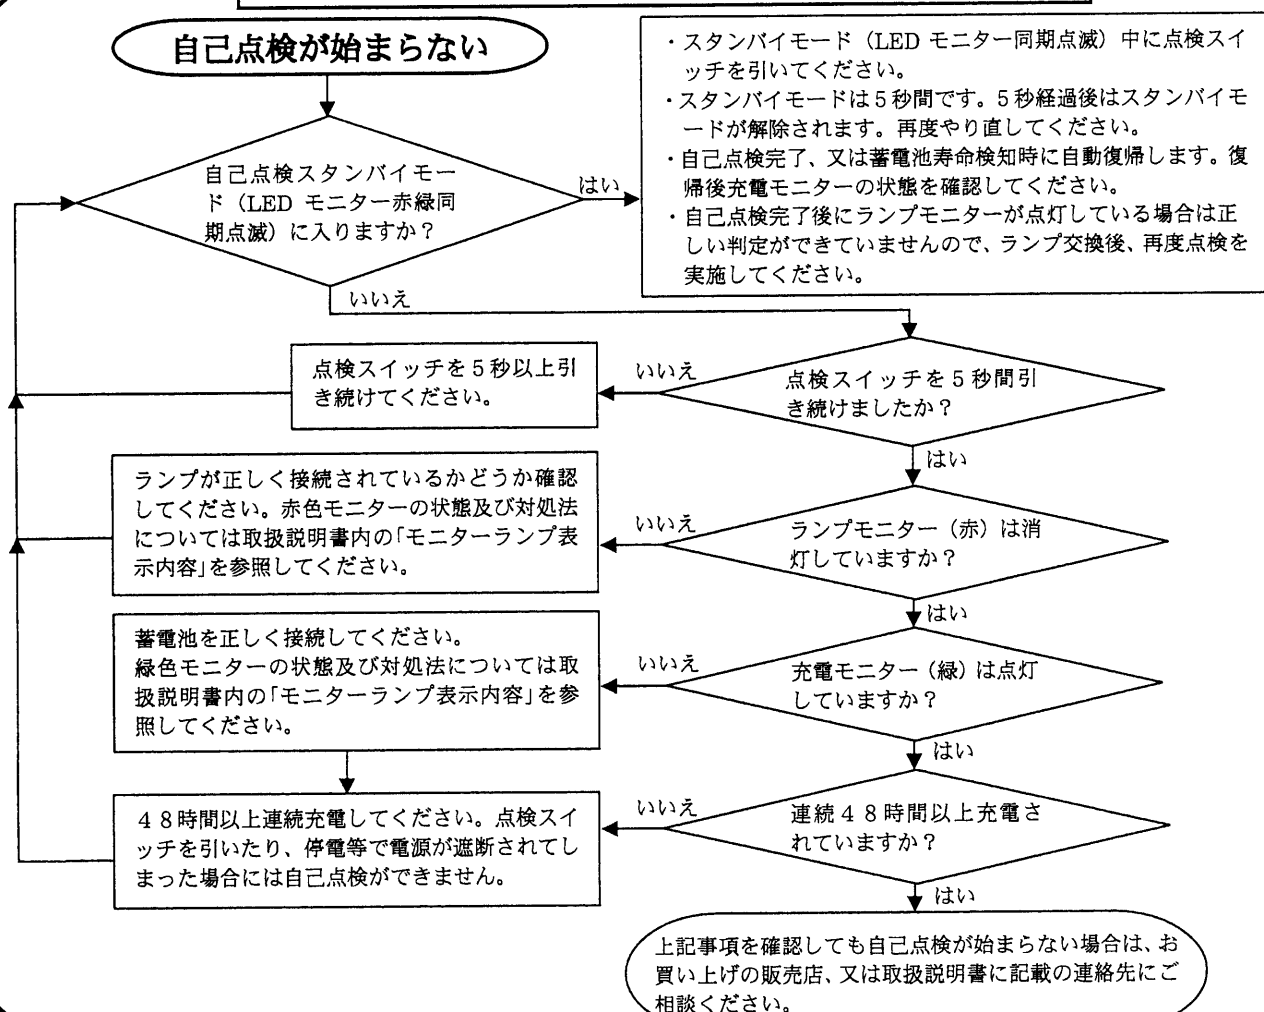 自己点検が始まらない
・スタンバイモード（LED モニター同期点滅）中に点検スイ
ッチを引いてください。
・スタンバイモードは５秒間です。５秒経過後はスタンバイモ
ードが解除されます。再度やり直してください。
・自己点検完了、又は蓄電池寿命検知時に自動復帰します。復
帰後充電モニターの状態を確認してください。
・自己点検完了後にランプモニターが点灯している場合は正
しい判定ができていませんので、ランプ交換後、再度点検を
実施してください。
自己点検スタンバイモー
ド（LED モニター赤緑同
期点滅）に入りますか？
はい
いいえ
点検スイッチを５秒間引
き続けましたか？
いいえ
点検スイッチを５秒以上引
き続けてください。
はい
ランプモニター（赤）は消
灯していますか？
いいえ
ランプが正しく接続されているかどうか確認
してください。赤色モニターの状態及び対処法
については取扱説明書内の「モニターランプ表
示内容」を参照してください。
はい
充電モニター（緑）は点灯
していますか？
いいえ
蓄電池を正しく接続してください。
緑色モニターの状態及び対処法については取
扱説明書内の「モニターランプ表示内容」を参
照してください。
はい
連続４８時間以上充電さ
れていますか？
いいえ
４８時間以上連続充電してください。点検スイ
ッチを引いたり、停電等で電源が遮断されてし
まった場合には自己点検ができません。
はい
上記事項を確認しても自己点検が始まらない場合は、お
買い上げの販売店、又は取扱説明書に記載の連絡先にご
相談ください。